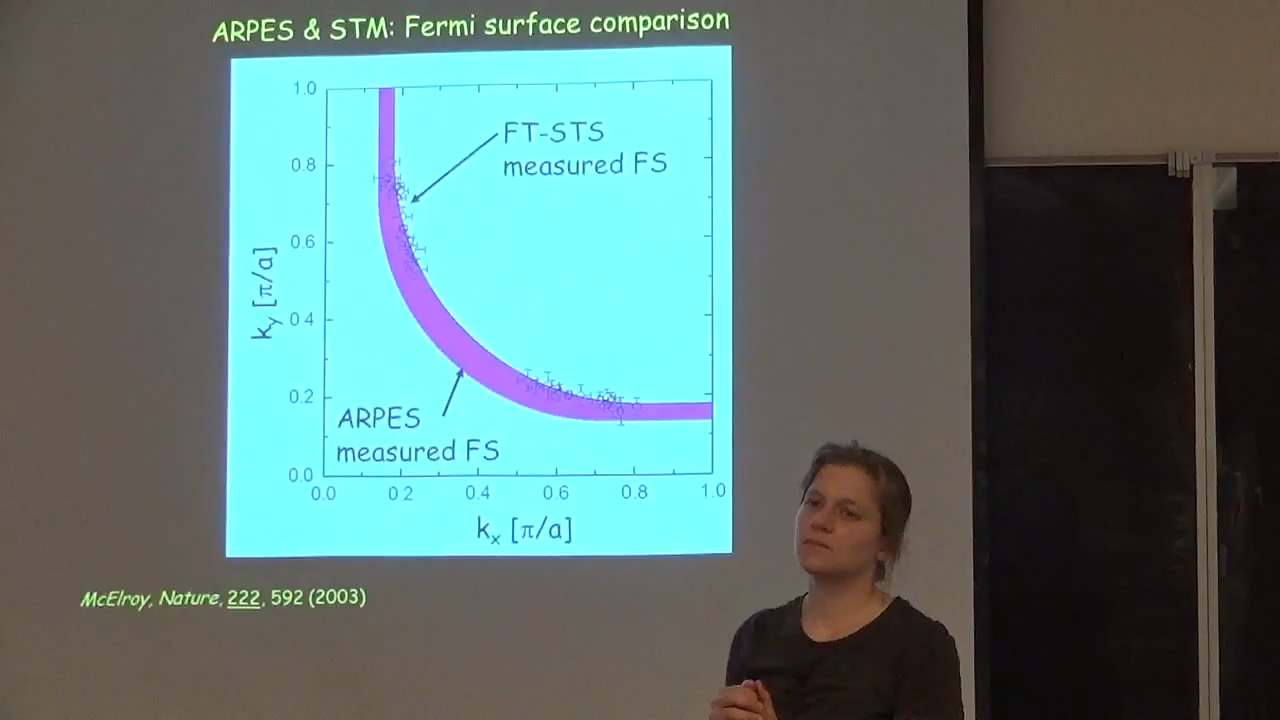 ARPES & STM: Fermi surface comparison
1.0
0.8
0.6
0.4
0.2
0.0
k_y [π/a]
FT-STS
measured FS
ARPES
measured FS
0.0 0.2 0.4 0.6 0.8 1.0
k_x [π/a]
McElroy, Nature, 222, 592 (2003)